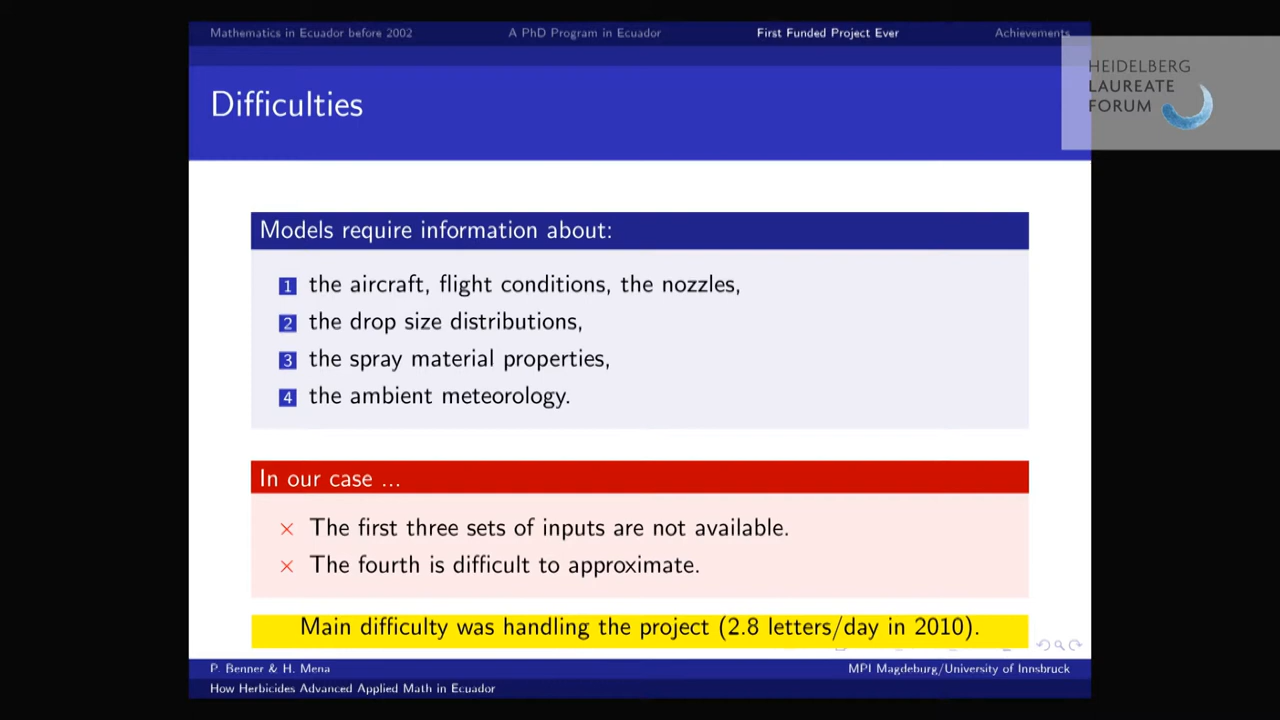 Mathematics in Ecuador before 2002 A PhD Program in Ecuador First Funded Project Ever Achievements
HEIDELBERG
LAUREATE
FORUM
Difficulties
Models require information about:
1 the aircraft, flight conditions, the nozzles,
2 the drop size distributions,
3 the spray material properties,
4 the ambient meteorology.
In our case ...
× The first three sets of inputs are not available.
× The fourth is difficult to approximate.
Main difficulty was handling the project (2.8 letters/day in 2010).
P. Benner & H. Mena MPI Magdeburg/University of Innsbruck
How Herbicides Advanced Applied Math in Ecuador